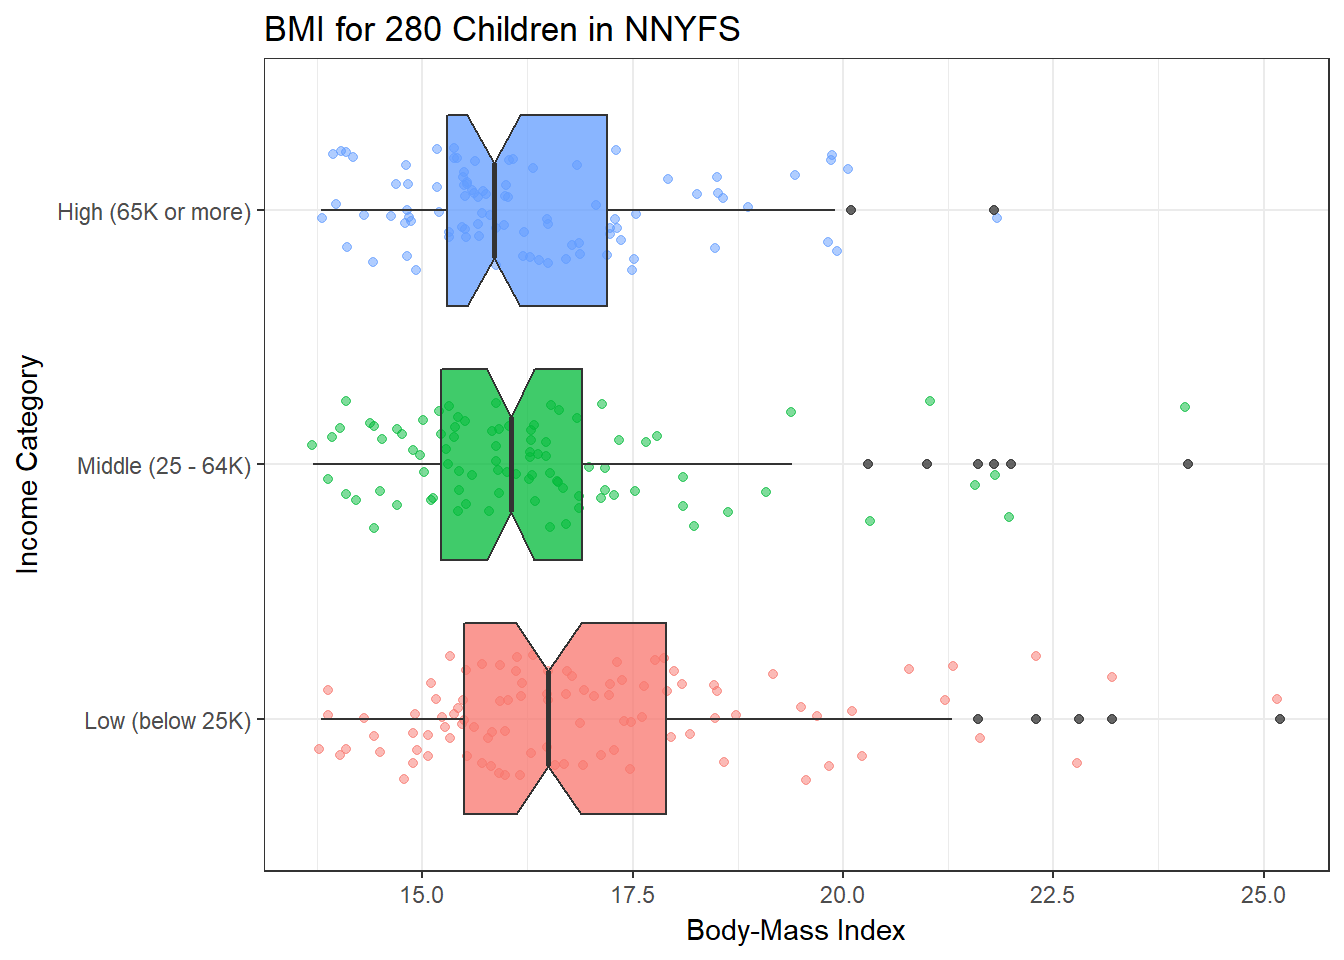 BMI for 280 Children in NNYFS
High (65K or more)
Middle (25 - 64K)
Low (below 25K)
Income Category
15.0
17.5
20.0
22.5
25.0
Body-Mass Index